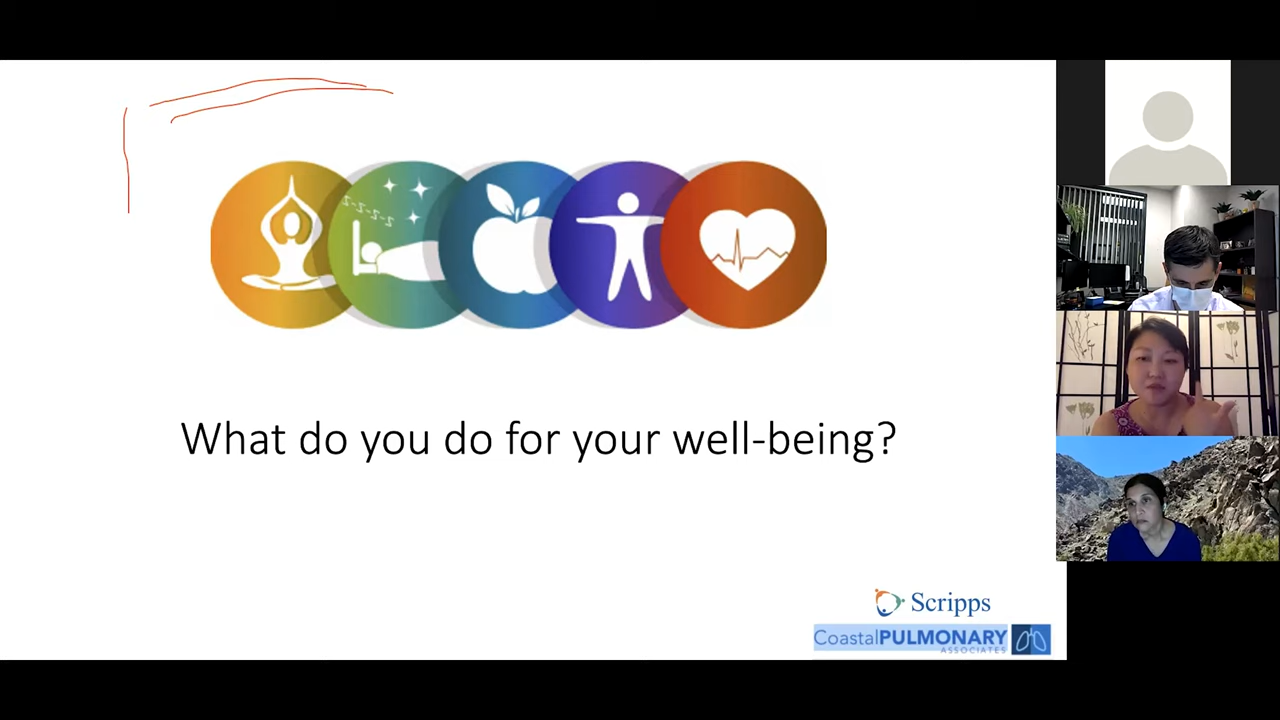 z-z-z-z-z
What do you do for your well-being?
Scripps
CoastalPULMONARY
ASSOCIATES